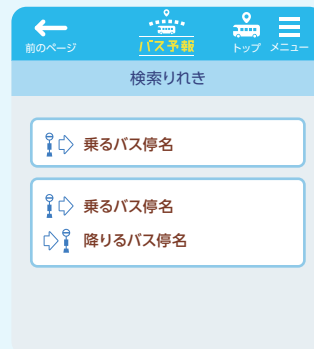 前のページ
バス予報
トップ
メニュー
検索りれき
乗るバス停名
乗るバス停名
降りるバス停名